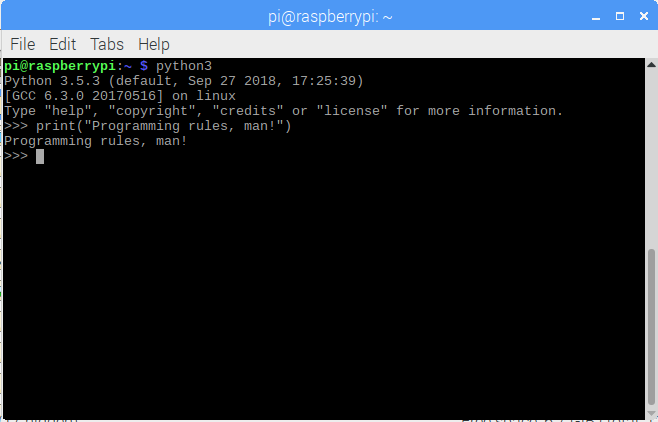 pi@raspberrypi: ~
File Edit Tabs Help
pi@raspberrypi:~ $ python3
Python 3.5.3 (default, Sep 27 2018, 17:25:39)
[GCC 6.3.0 20170516] on linux
Type "help", "copyright", "credits" or "license" for more information.
>>> print("Programming rules, man!")
Programming rules, man!
>>>